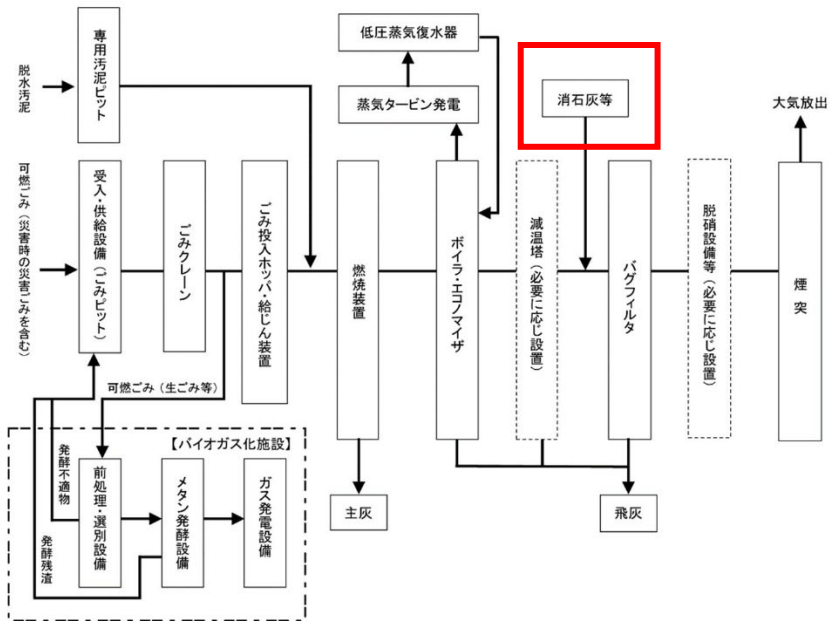 低圧蒸気復水器
蒸気タービン発電
消石灰等
大気放出
脱水汚泥
専用汚泥ピット
可燃ごみ（災害時の災害ごみを含む）
受入・供給設備（ごみピット）
ごみクレーン
ごみ投入ホッパ・給じん装置
燃焼装置
ボイラ・エコノマイザ
減温塔（必要に応じ設置）
バグフィルタ
脱硝設備等（必要に応じ設置）
煙突
可燃ごみ（生ごみ等）
【バイオガス化施設】
発酵不適物
発酵残渣
前処理・選別設備
メタン発酵設備
ガス発電設備
主灰
飛灰